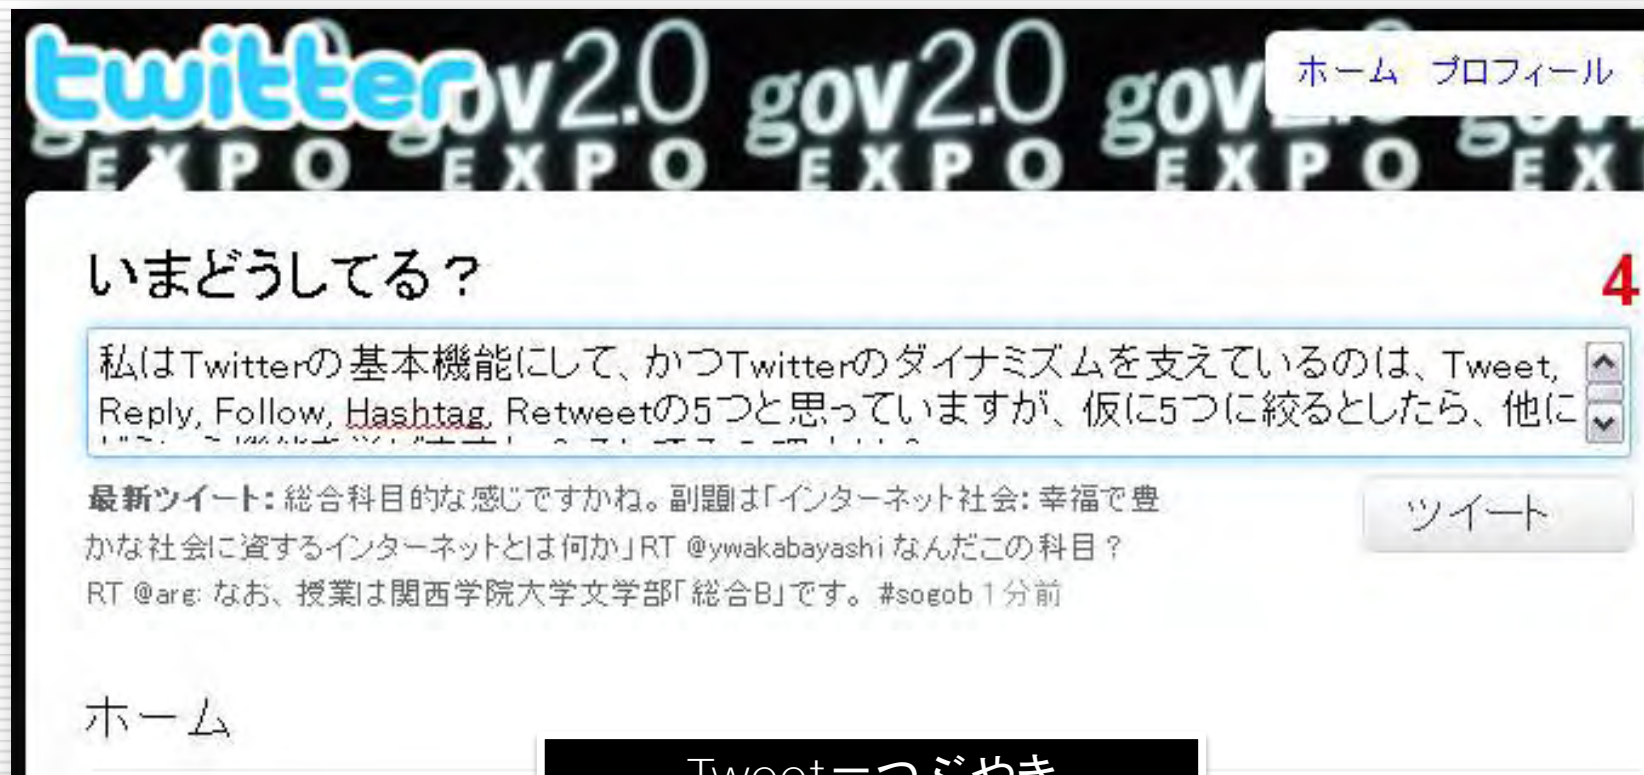 twitter
gov2.0 gov2.0 gov2.0
EXPO EXPO EXPO EXPO EX
ホーム プロフィール
いまどうしてる？
4
私はTwitterの基本機能にして、かつTwitterのダイナミズムを支えているのは、Tweet,
Reply, Follow, Hashtag, Retweetの5つと思っていますが、仮に5つに絞るとしたら、他に
最新ツイート: 総合科目的な感じですかね。副題は「インターネット社会: 幸福で豊
かな社会に資するインターネットとは何か」RT @ywakabayashi なんだこの科目？
RT @arg: なお、授業は関西学院大学文学部「総合B」です。 #sogob 1分前
ツイート
ホーム
Tweet＝つぶやき